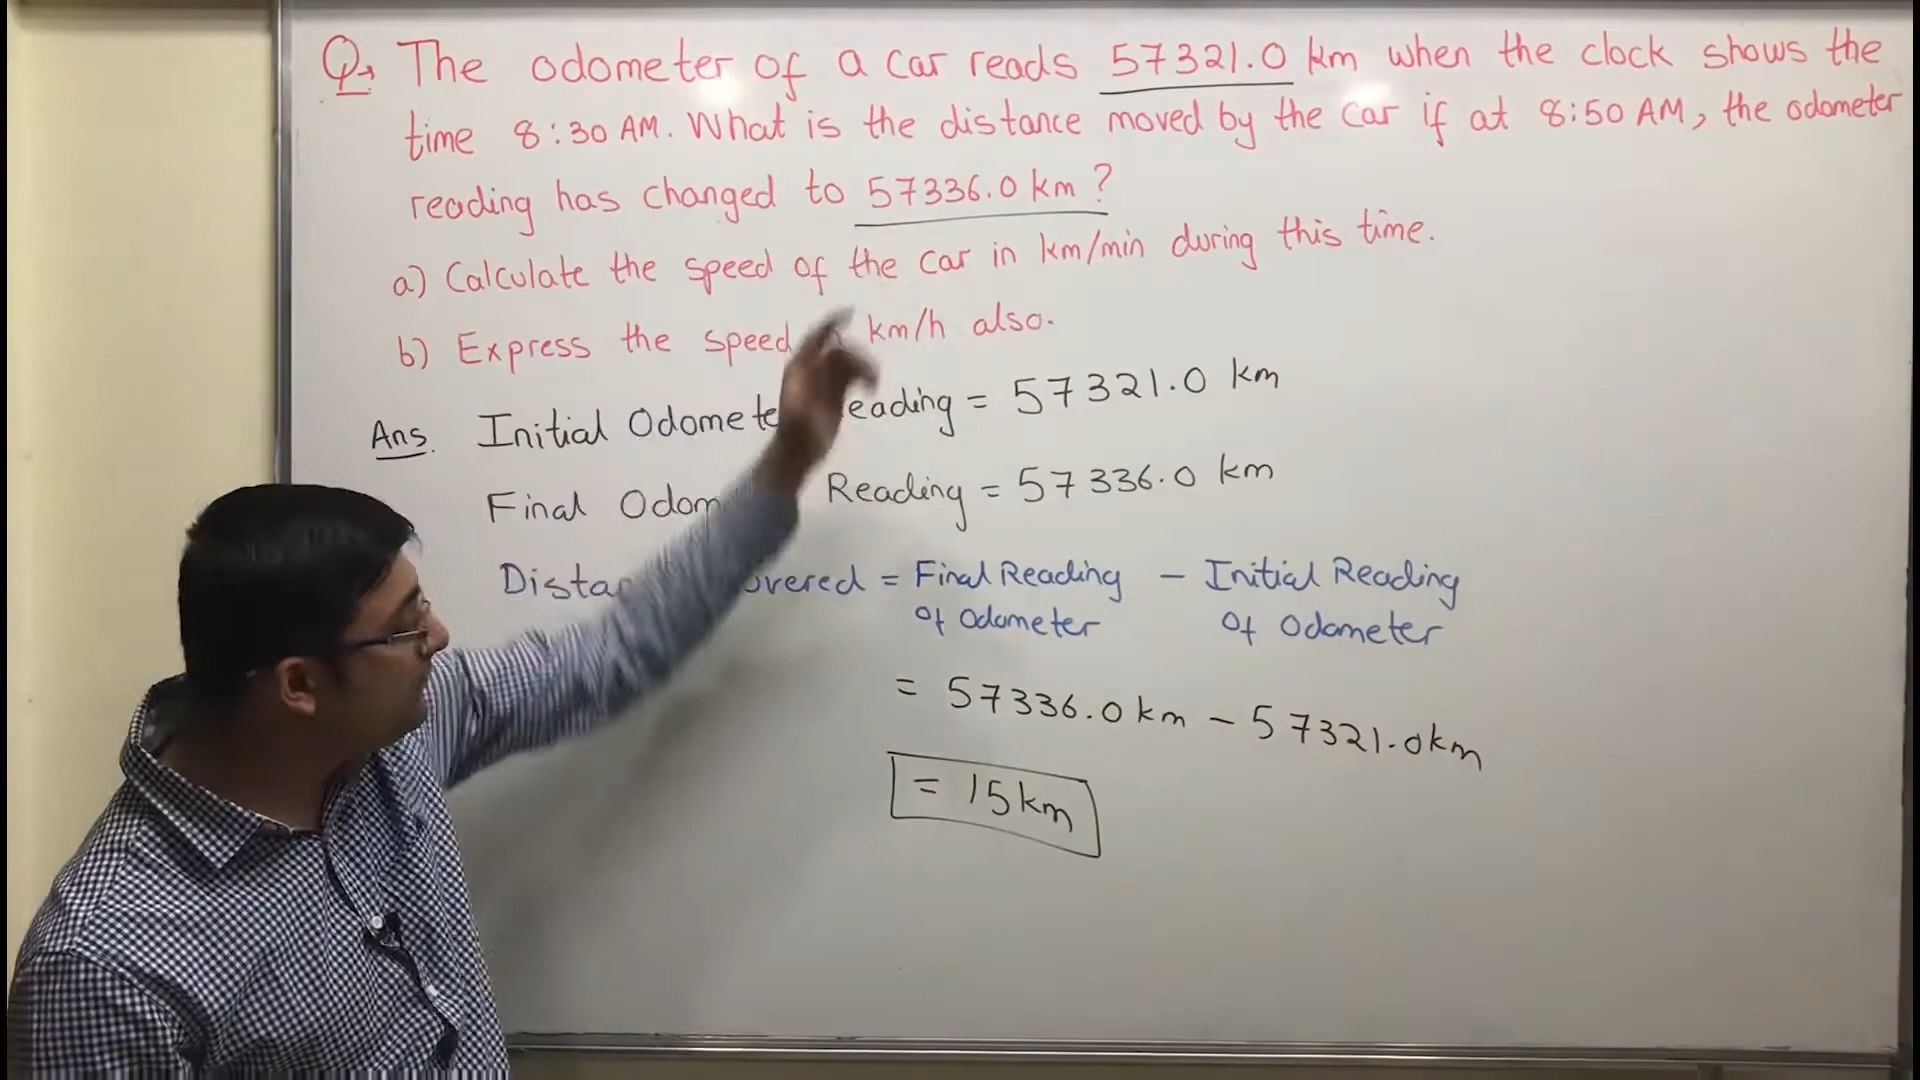 Q. The odometer of a car reads 57321.0 km when the clock shows the
time 8:30 AM. What is the distance moved by the car if at 8:50 AM, the odometer
reading has changed to 57336.0 km ?
a) Calculate the speed of the car in km/min during this time.
b) Express the speed km/h also.
Ans. Initial Odomete eading = 57321.0 km
Final Odom Reading = 57336.0 km
Dista overed = Final Reading - Initial Reading
Of Odometer Of Odometer
= 57336.0 km - 57321.0km
= 15km